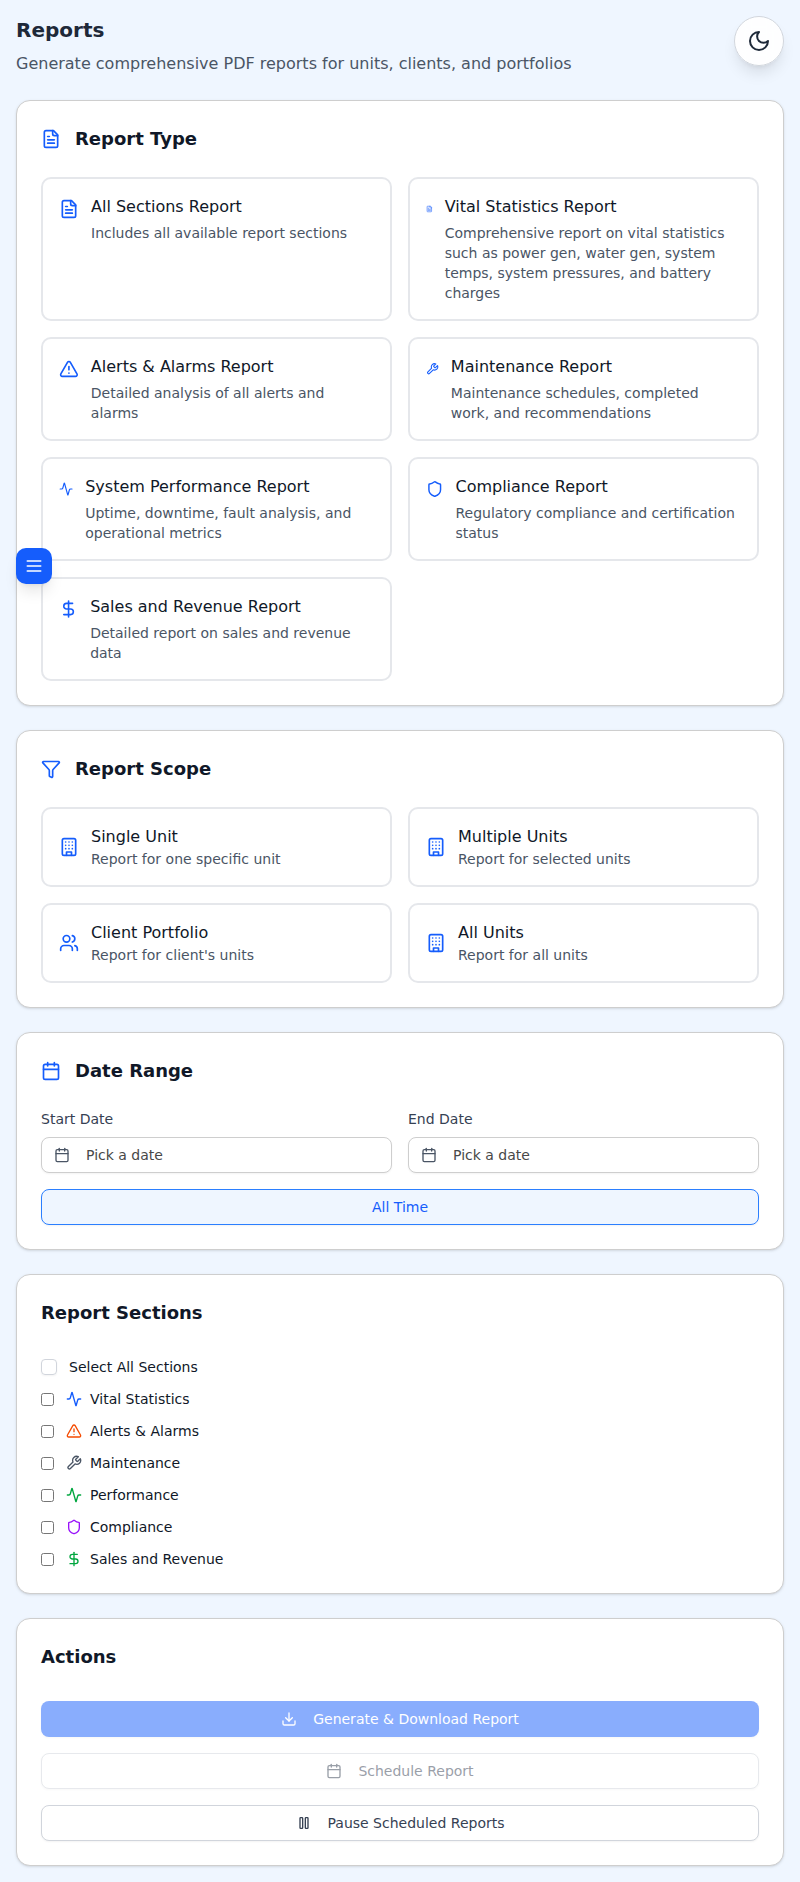 Reports
Generate comprehensive PDF reports for units, clients, and portfolios
Report Type
All Sections Report
Includes all available report sections
Vital Statistics Report
Comprehensive report on vital statistics
such as power gen, water gen, system
temps, system pressures, and battery
charges
Alerts & Alarms Report
Detailed analysis of all alerts and
alarms
Maintenance Report
Maintenance schedules, completed
work, and recommendations
System Performance Report
Uptime, downtime, fault analysis, and
operational metrics
Compliance Report
Regulatory compliance and certification
status
Sales and Revenue Report
Detailed report on sales and revenue
data
Report Scope
Single Unit
Report for one specific unit
Multiple Units
Report for selected units
Client Portfolio
Report for client's units
All Units
Report for all units
Date Range
Start Date
Pick a date
End Date
Pick a date
All Time
Report Sections
Select All Sections
Vital Statistics
Alerts & Alarms
Maintenance
Performance
Compliance
Sales and Revenue
Actions
Generate & Download Report
Schedule Report
Pause Scheduled Reports